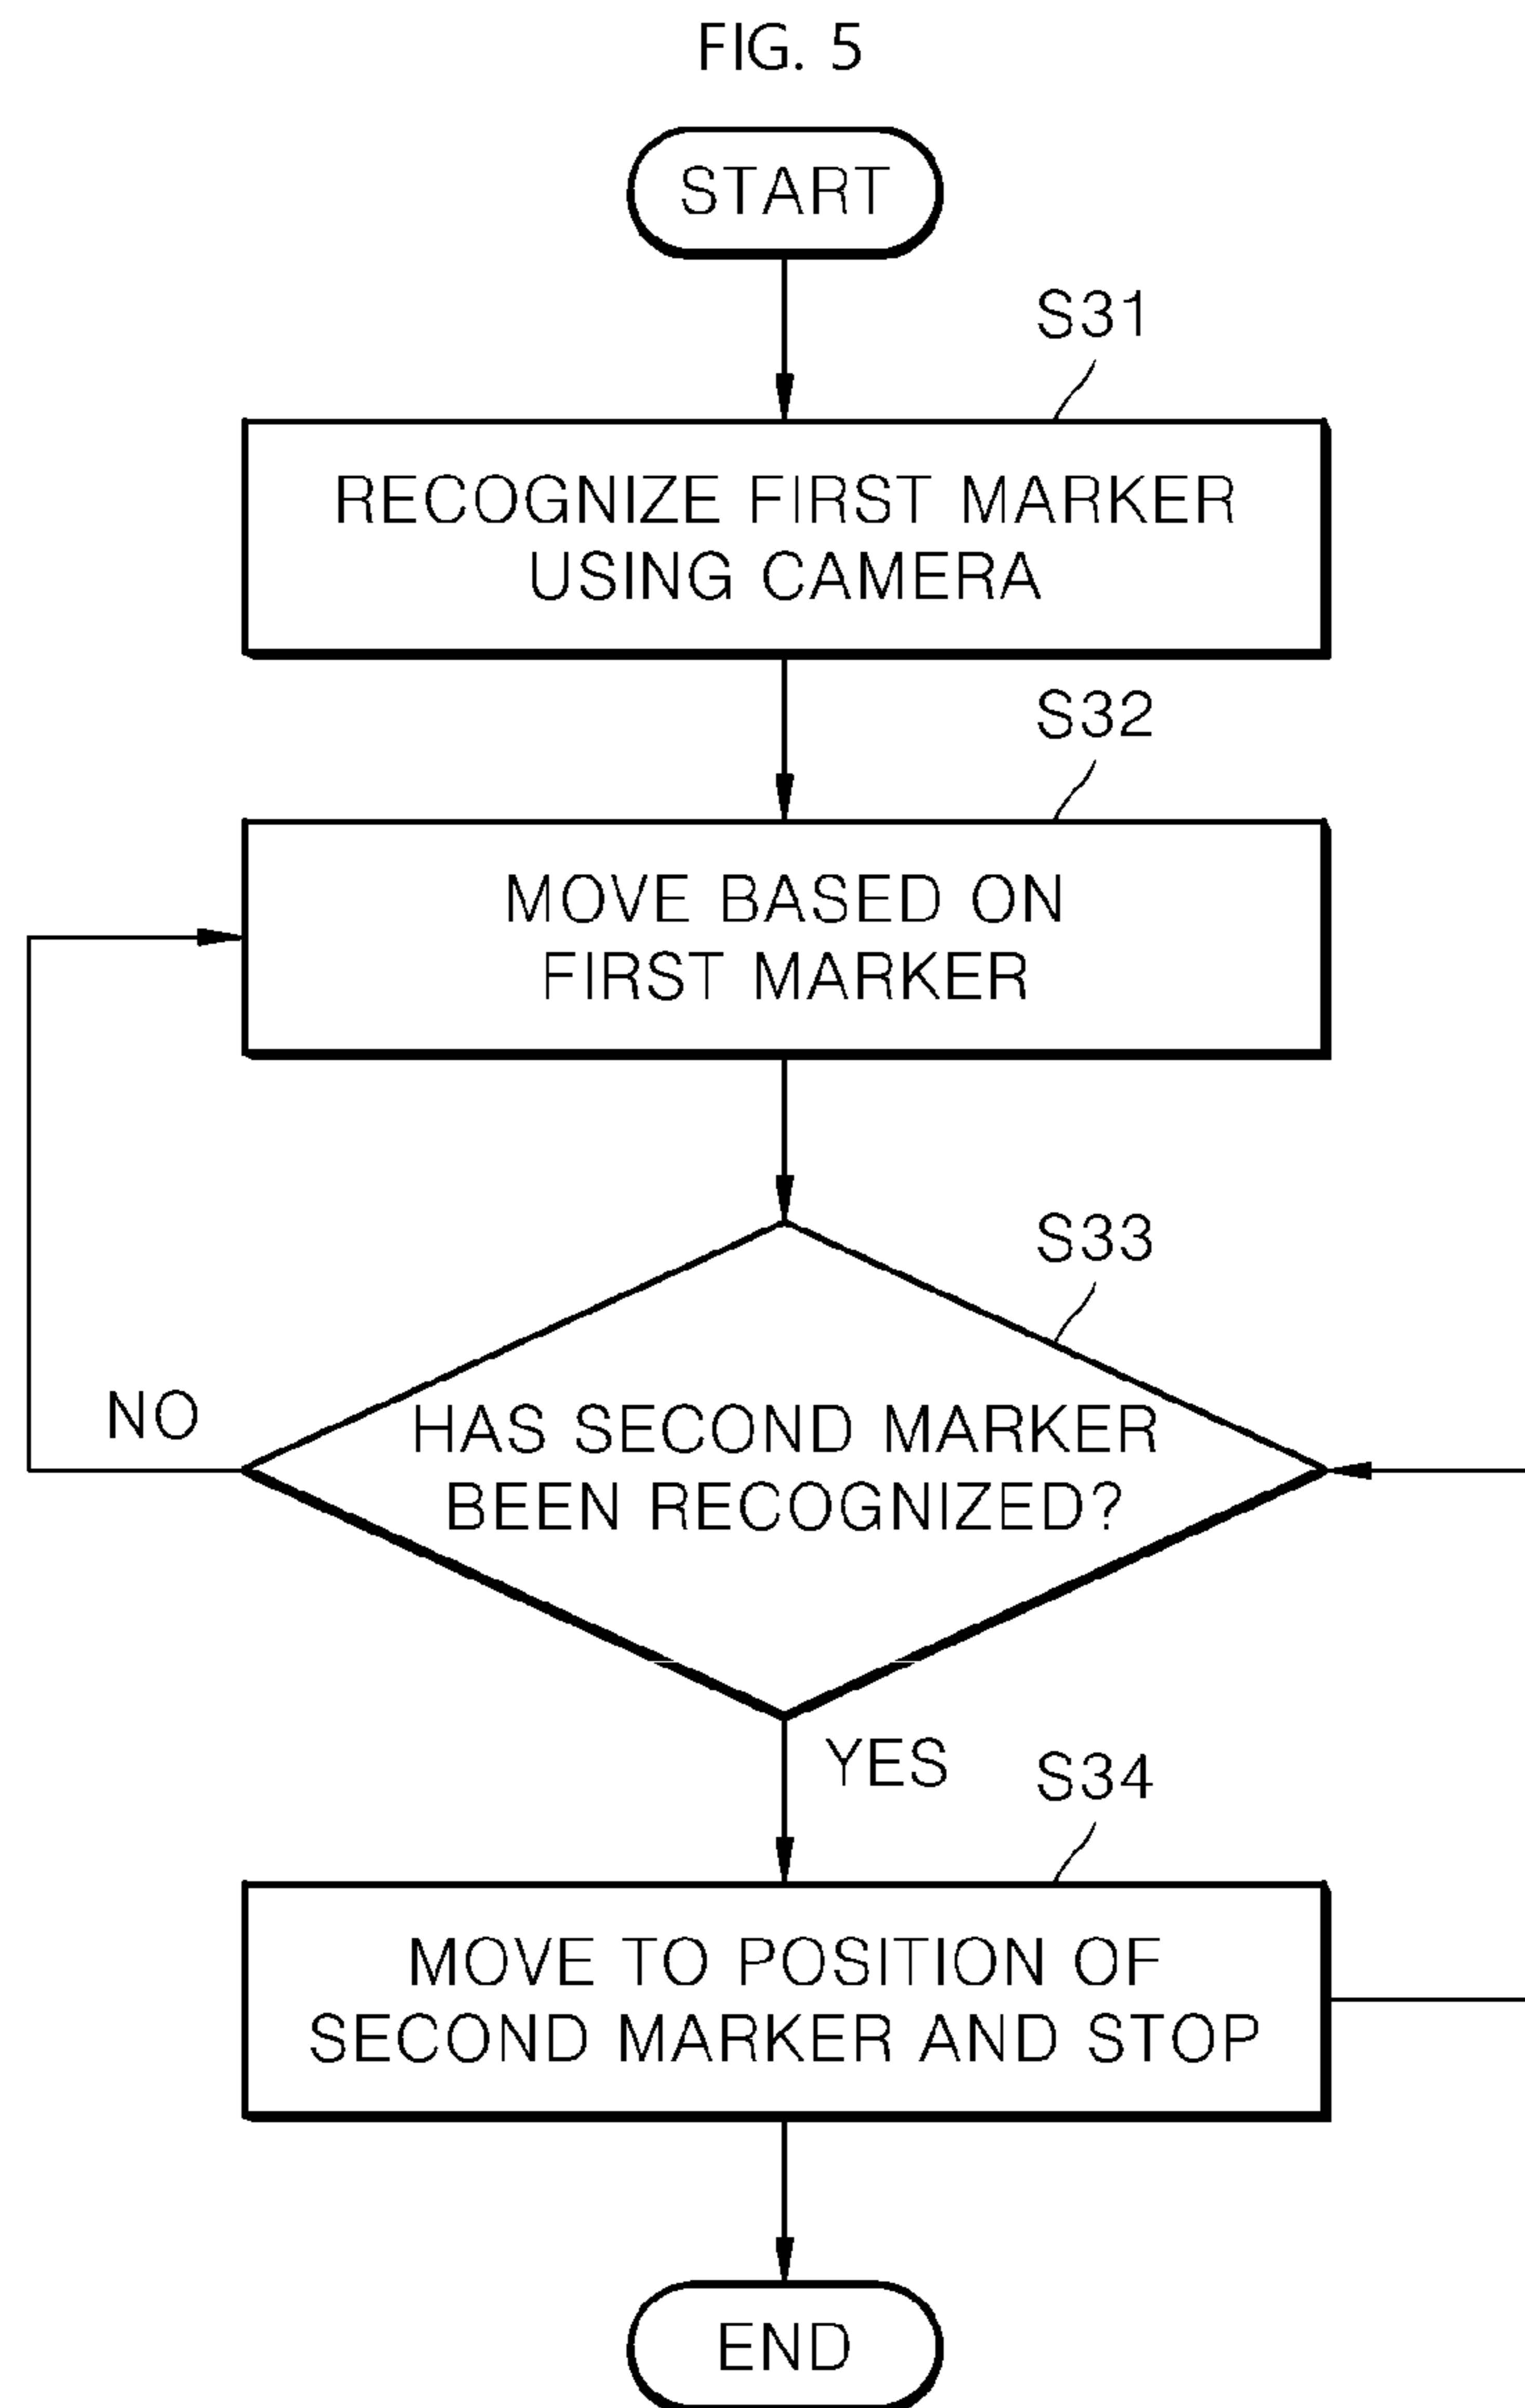 FIG. 5
START
S31
RECOGNIZE FIRST MARKER
USING CAMERA
S32
MOVE BASED ON
FIRST MARKER
S33
NO
HAS SECOND MARKER
BEEN RECOGNIZED?
YES
S34
MOVE TO POSITION OF
SECOND MARKER AND STOP
END